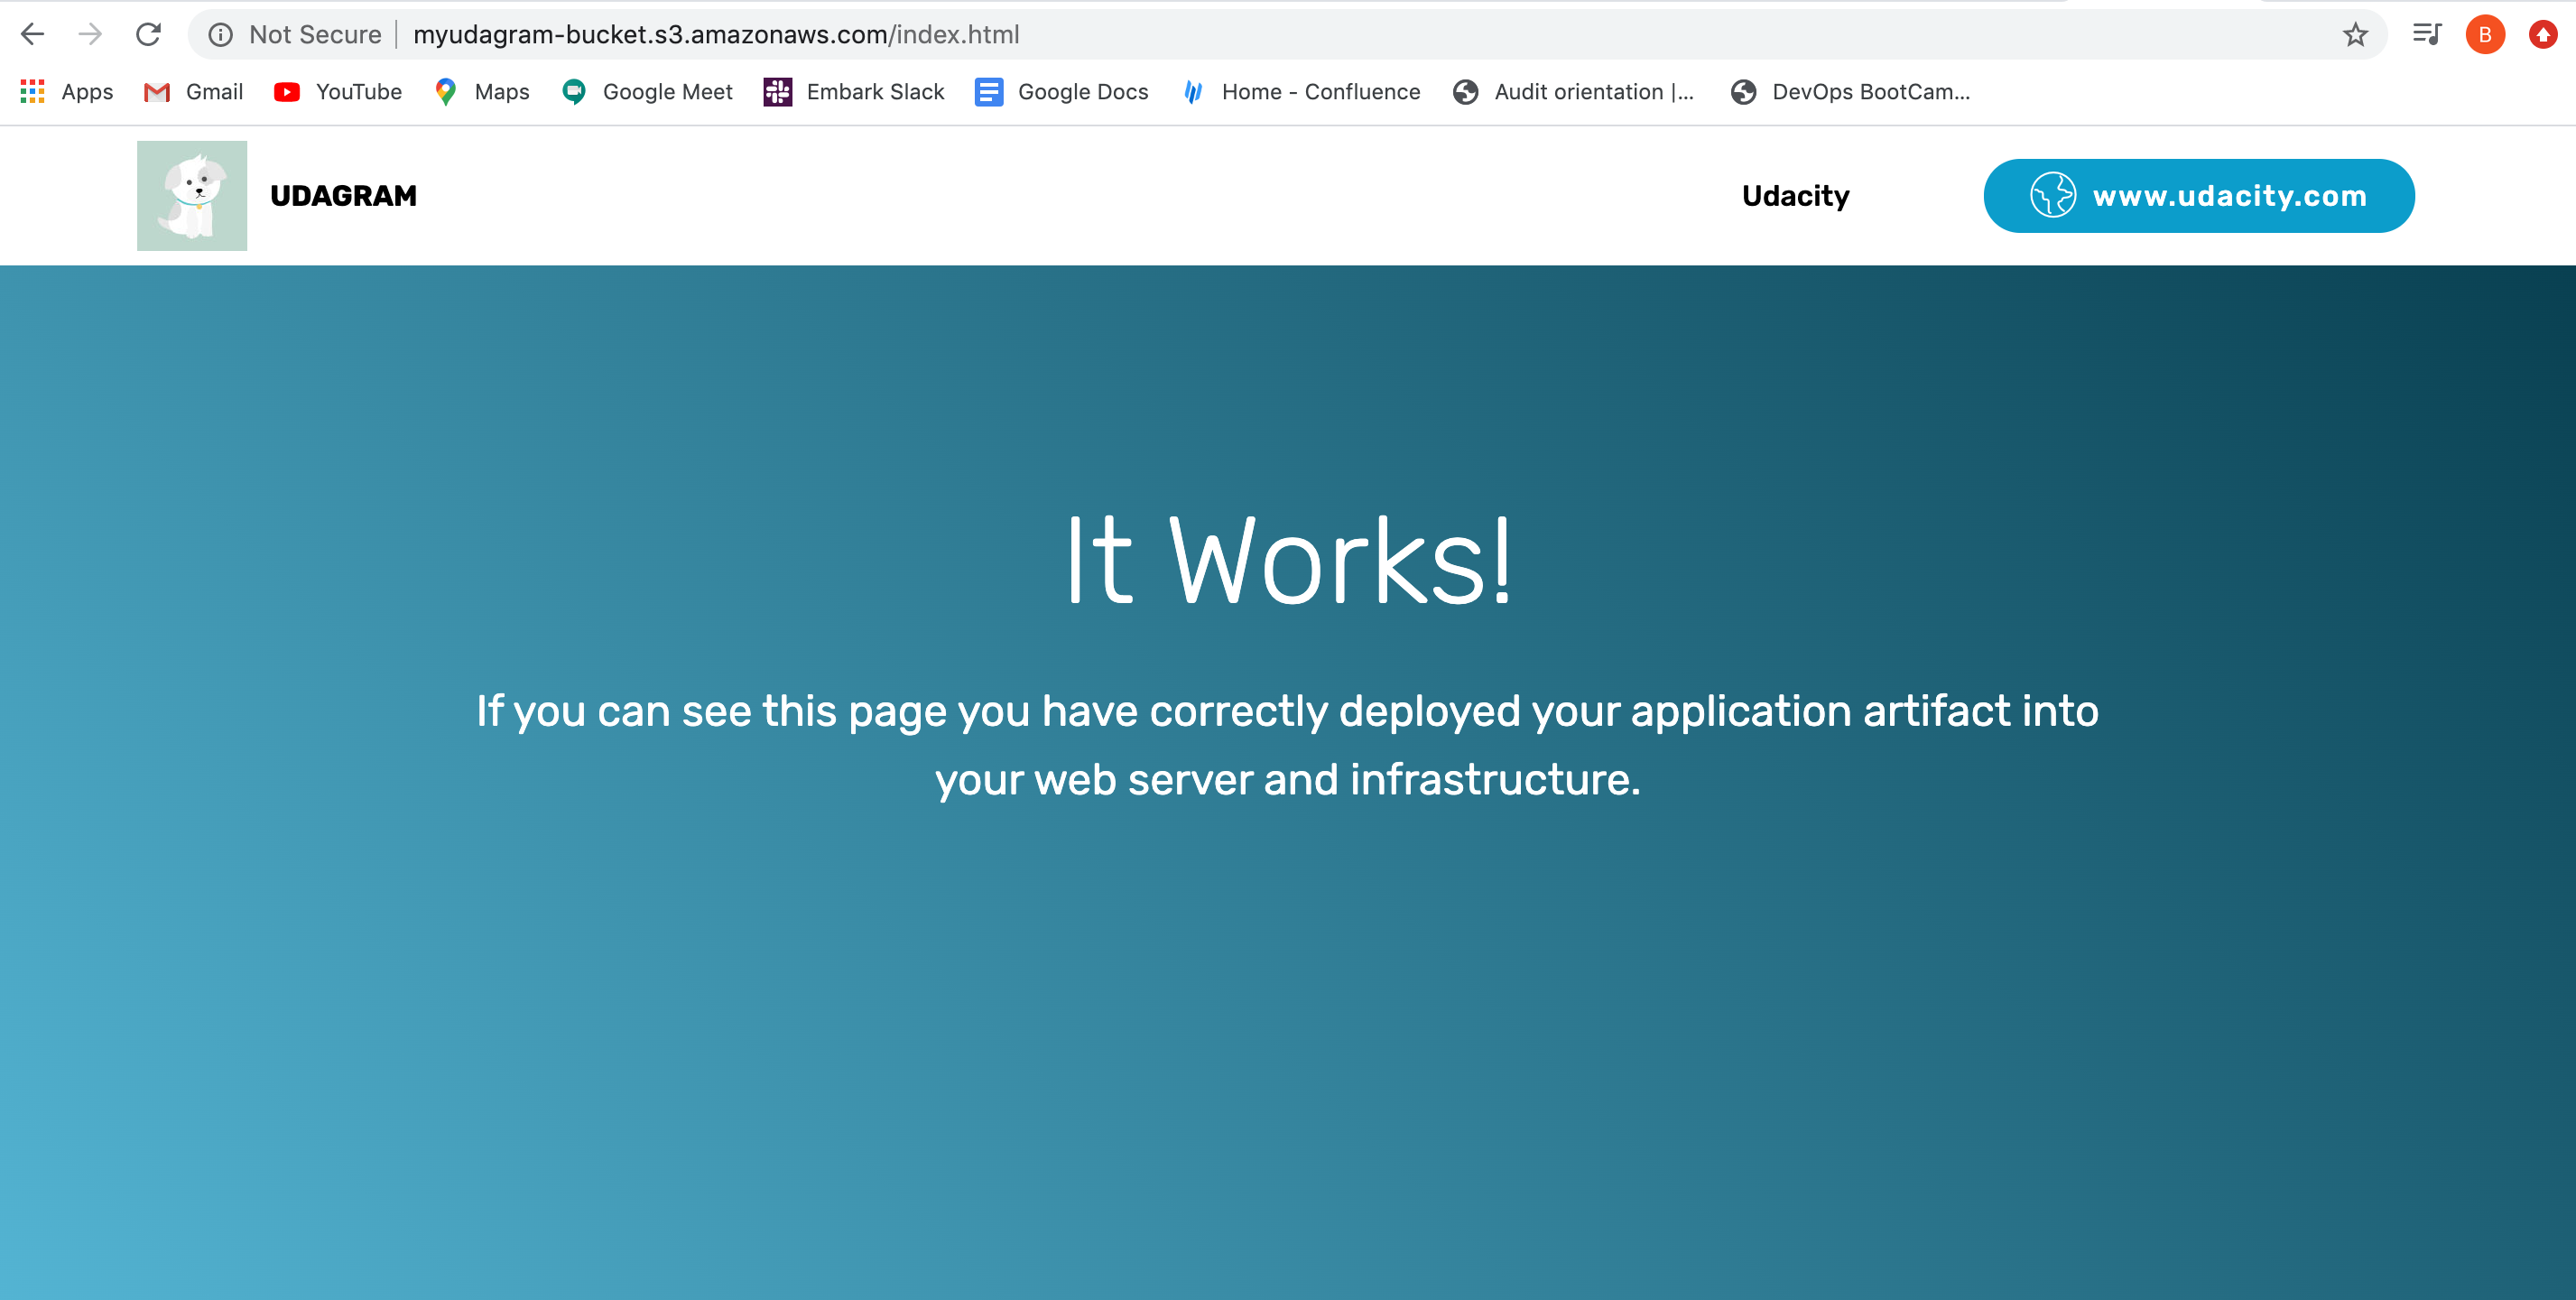 Not Secure | myudagram-bucket.s3.amazonaws.com/index.html B
Apps Gmail YouTube Maps Google Meet Embark Slack Google Docs Home - Confluence Audit orientation |... DevOps BootCam...
UDAGRAM Udacity www.udacity.com
It Works!
If you can see this page you have correctly deployed your application artifact into
your web server and infrastructure.